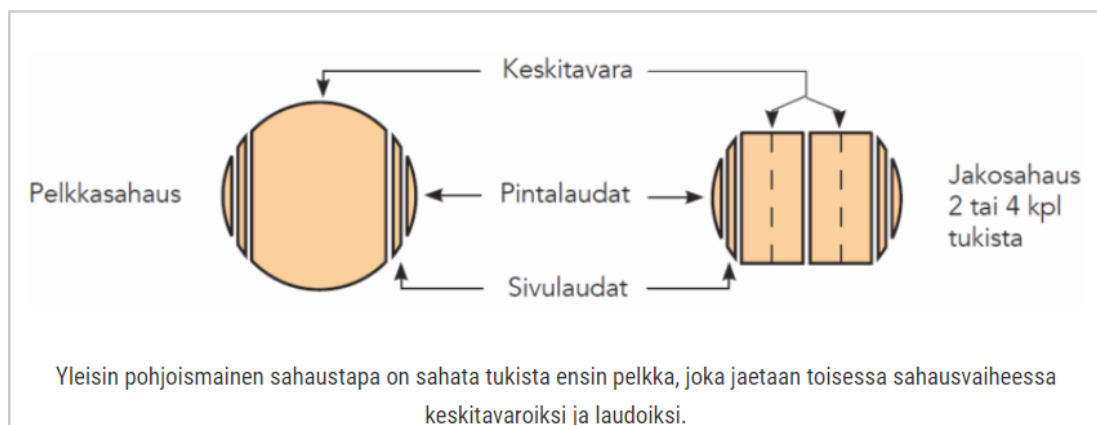 Keskitavara
Pelkkasahaus
Pintalaudat
Jakosahaus
2 tai 4 kpl
tukista
Sivulaudat
Yleisin pohjoismainen sahaustapa on sahata tukista ensin pelkka, joka jaetaan toisessa sahausvaiheessa
keskitavaroiksi ja laudoiksi.